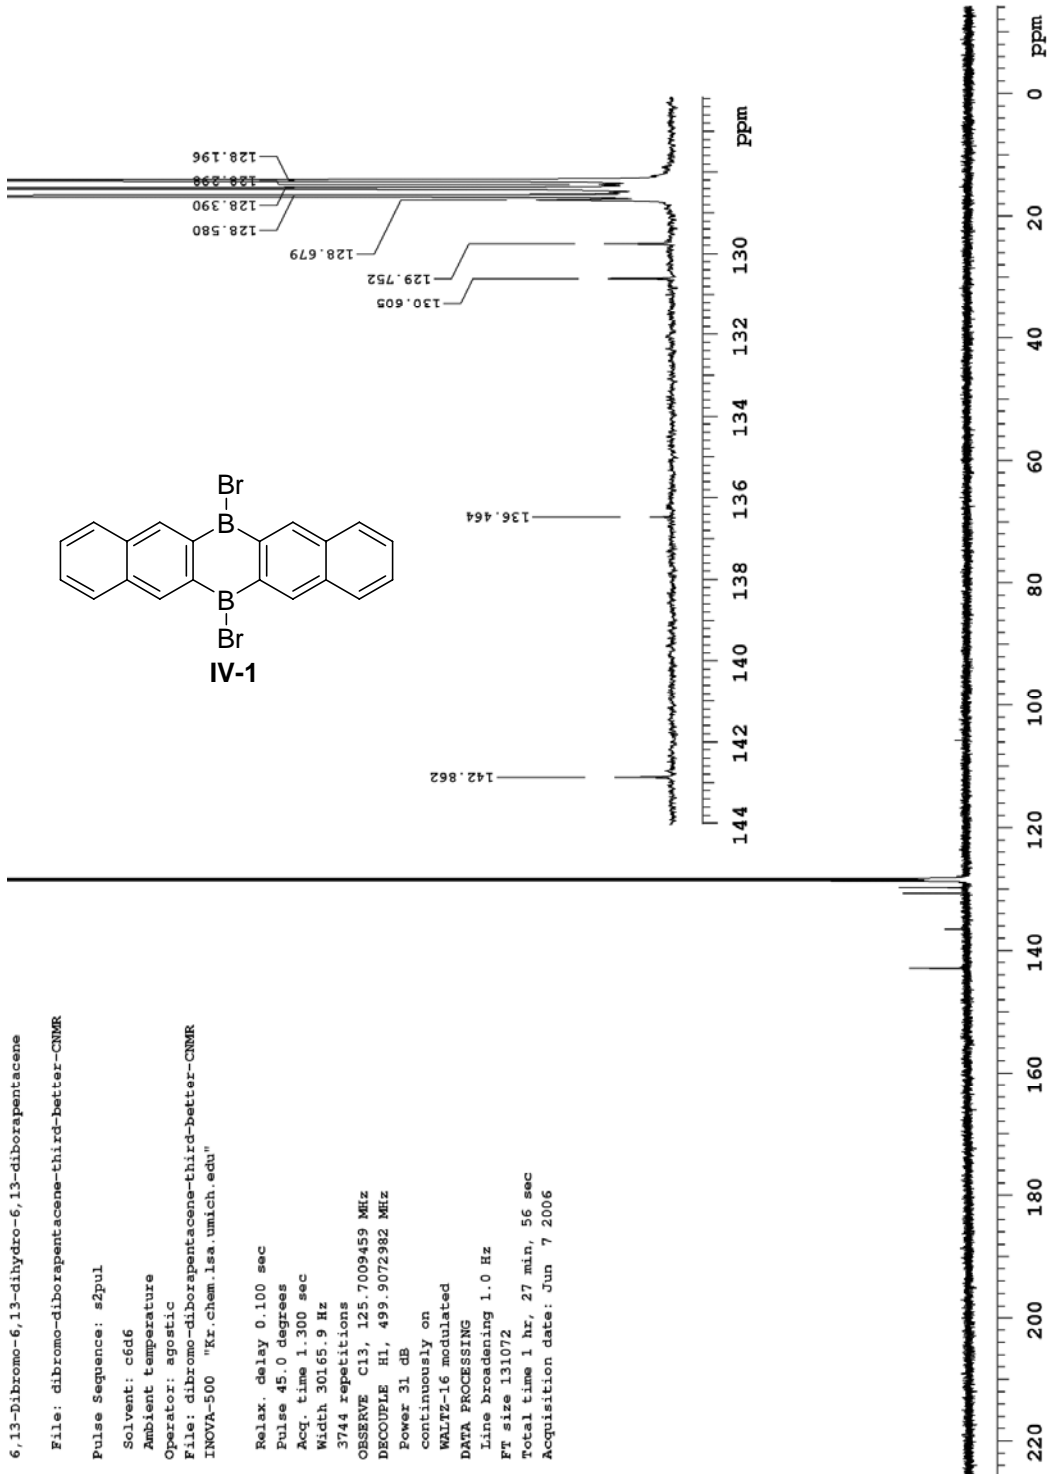 6,13-Dibromo-6,13-dihydro-6,13-diborapentacene
File: dibromo-diborapentacene-third-better-CNMR
Pulse Sequence: s2pul
Solvent: c6d6
Ambient temperature
Operator: agostic
File: dibromo-diborapentacene-third-better-CNMR
INOVA-500 "Kr.chem.lsa.umich.edu"
Relax. delay 0.100 sec
Pulse 45.0 degrees
Acq. time 1.300 sec
Width 30165.9 Hz
3744 repetitions
OBSERVE C13, 125.7009459 MHz
DECOUPLE H1, 499.9072982 MHz
Power 31 dB
continuously on
WALTZ-16 modulated
DATA PROCESSING
Line broadening 1.0 Hz
FT size 131072
Total time 1 hr, 27 min, 56 sec
Acquisition date: Jun 7 2006
Br
B
B
Br
IV-1
142.862
136.464
130.605
129.752
128.679
128.580
128.390
128.298
128.196
144 142 140 138 136 134 132 130 ppm
220 200 180 160 140 120 100 80 60 40 20 0 ppm